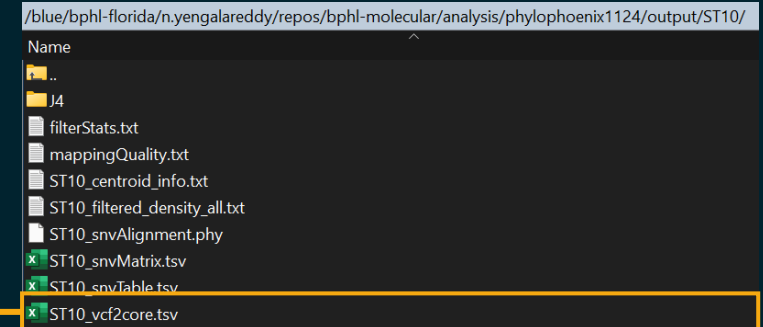 /blue/bphl-florida/n.yengalareddy/repos/bphl-molecular/analysis/phylophoenix1124/output/ST10/
Name
..
J4
filterStats.txt
mappingQuality.txt
ST10_centroid_info.txt
ST10_filtered_density_all.txt
ST10_snvAlignment.phy
ST10_snvMatrix.tsv
ST10_snvTable.tsv
ST10_vcf2core.tsv